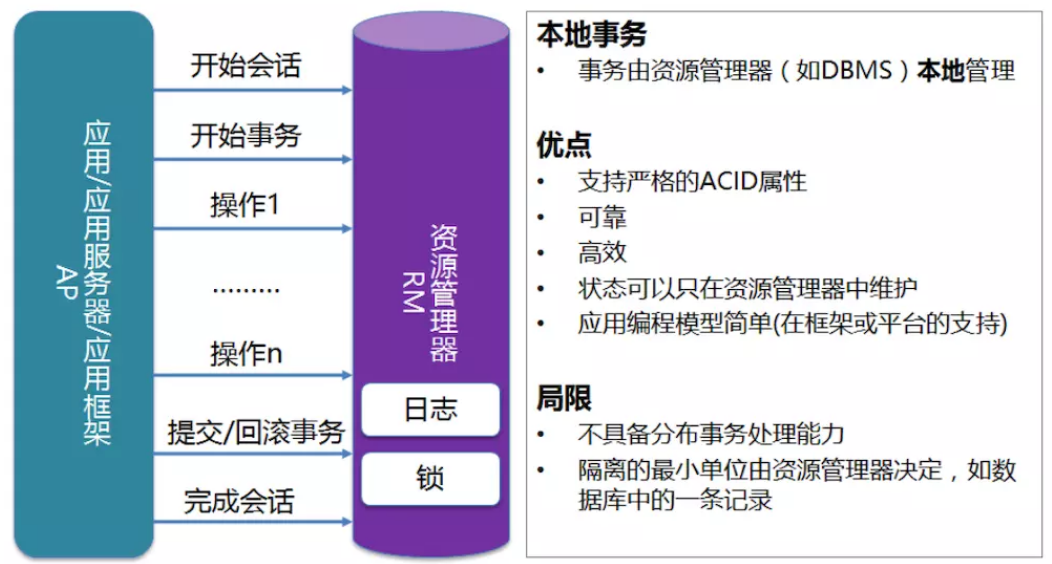 应用/应用服务器/应用框架
AP
开始会话
开始事务
操作1
.........
操作n
提交/回滚事务
完成会话
资源管理器
RM
日志
锁
本地事务
• 事务由资源管理器（如DBMS）本地管理
优点
• 支持严格的ACID属性
• 可靠
• 高效
• 状态可以只在资源管理器中维护
• 应用编程模型简单(在框架或平台的支持)
局限
• 不具备分布事务处理能力
• 隔离的最小单位由资源管理器决定，如数
据库中的一条记录